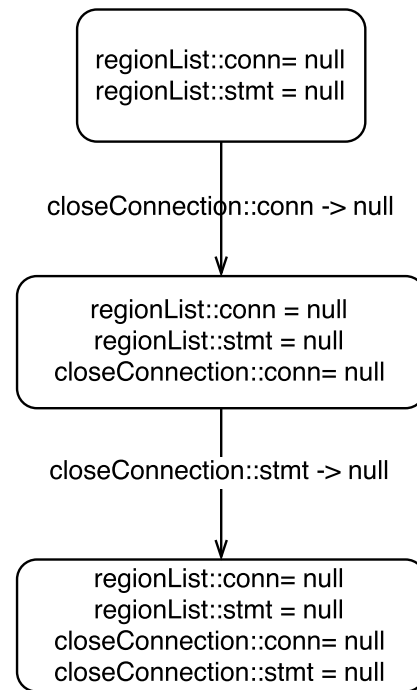 regionList::conn= null
regionList::stmt = null
closeConnection::conn -> null
regionList::conn = null
regionList::stmt = null
closeConnection::conn= null
closeConnection::stmt -> null
regionList::conn= null
regionList::stmt = null
closeConnection::conn= null
closeConnection::stmt = null